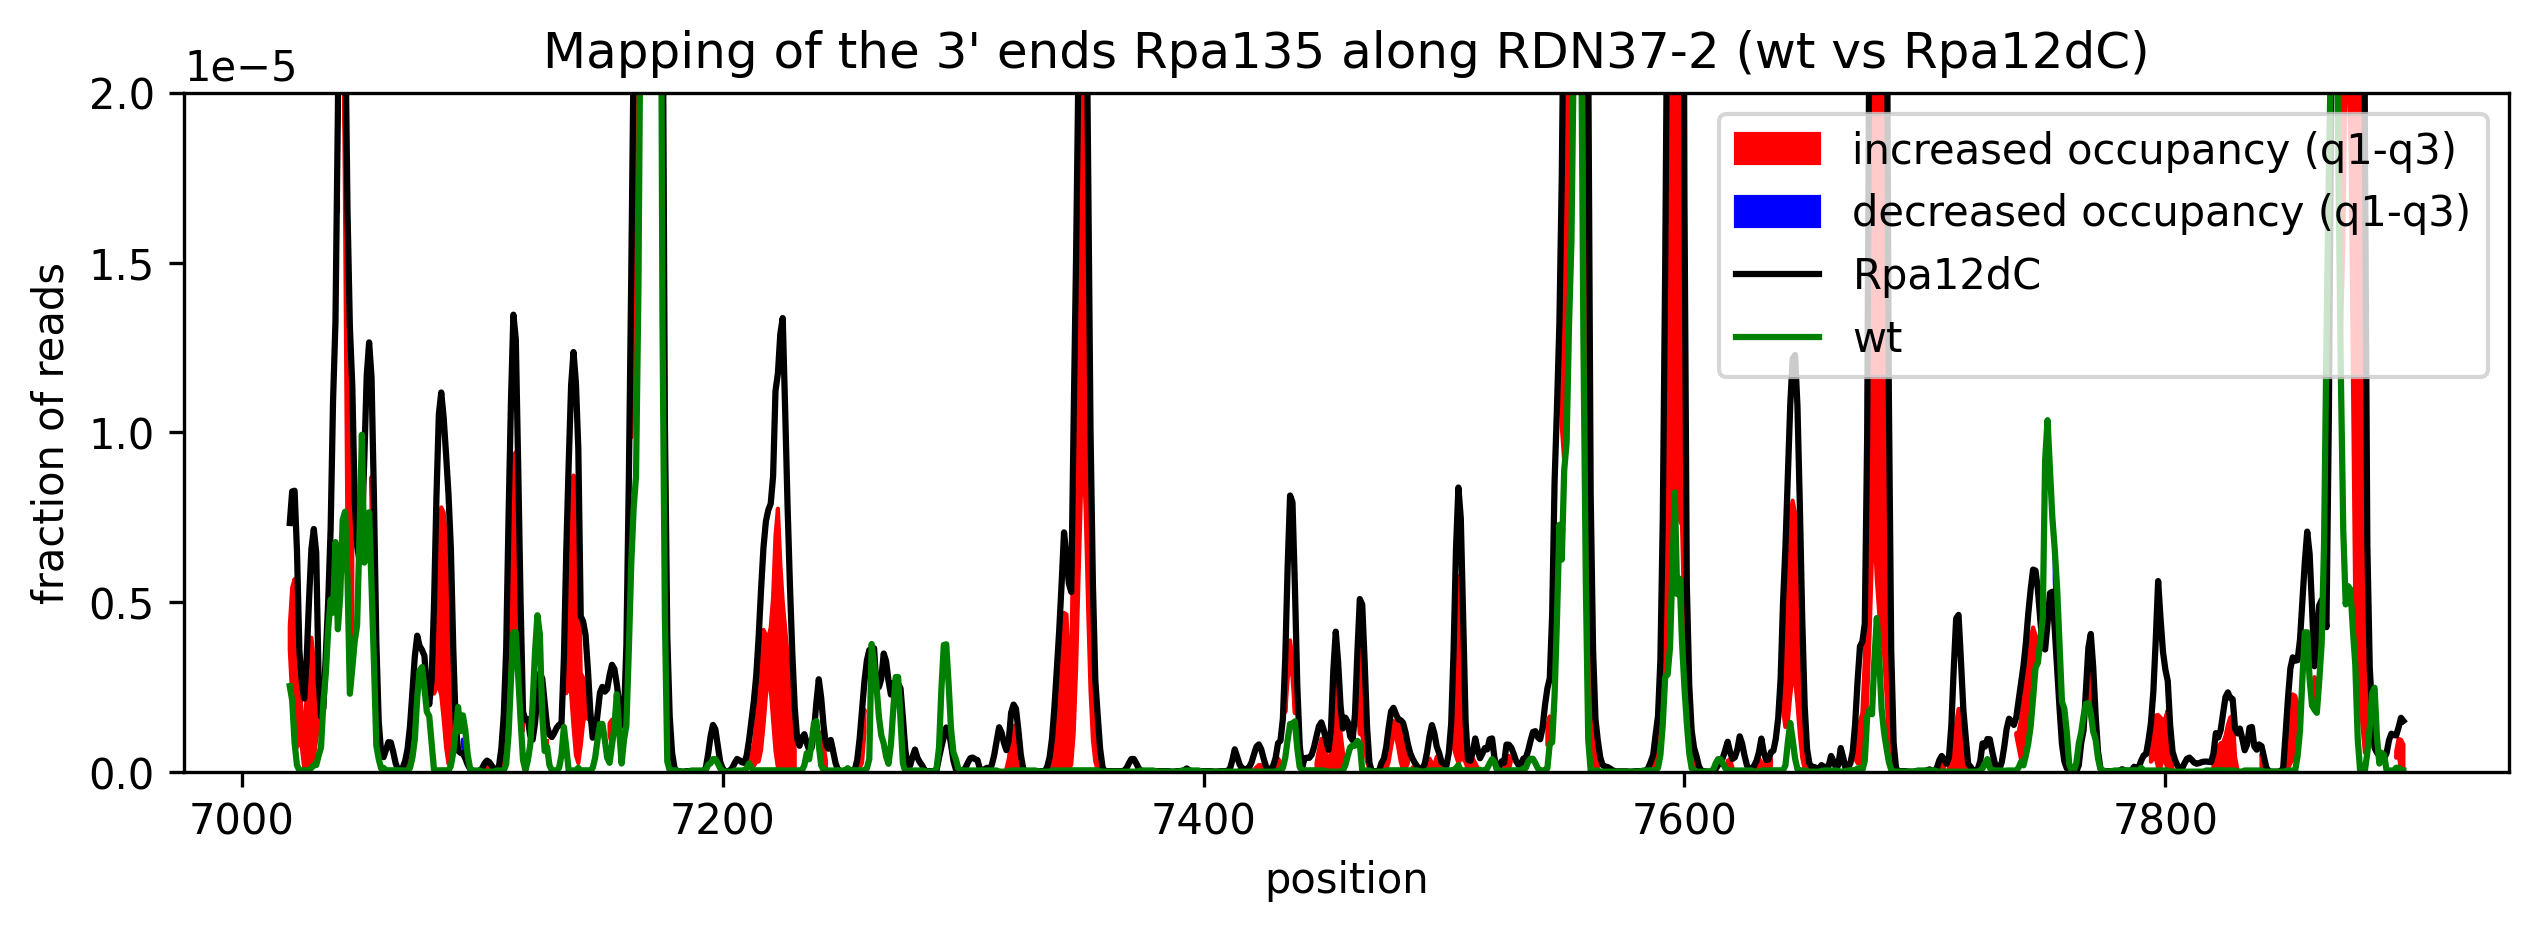 Mapping of the 3' ends Rpa135 along RDN37-2 (wt vs Rpa12dC)
1e−5
2.0
1.5
1.0
0.5
0.0
fraction of reads
increased occupancy (q1-q3)
decreased occupancy (q1-q3)
Rpa12dC
wt
7000 7200 7400 7600 7800
position